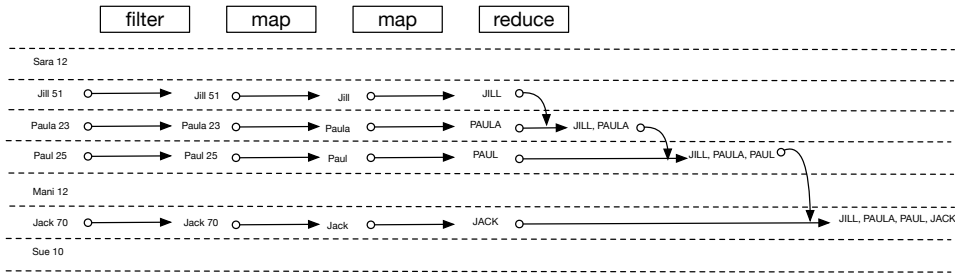 filter map map reduce
Sara 12
Jill 51 Jill 51 Jill JILL
Paula 23 Paula 23 Paula PAULA JILL, PAULA
Paul 25 Paul 25 Paul PAUL JILL, PAULA, PAUL
Mani 12
Jack 70 Jack 70 Jack JACK JILL, PAULA, PAUL, JACK
Sue 10